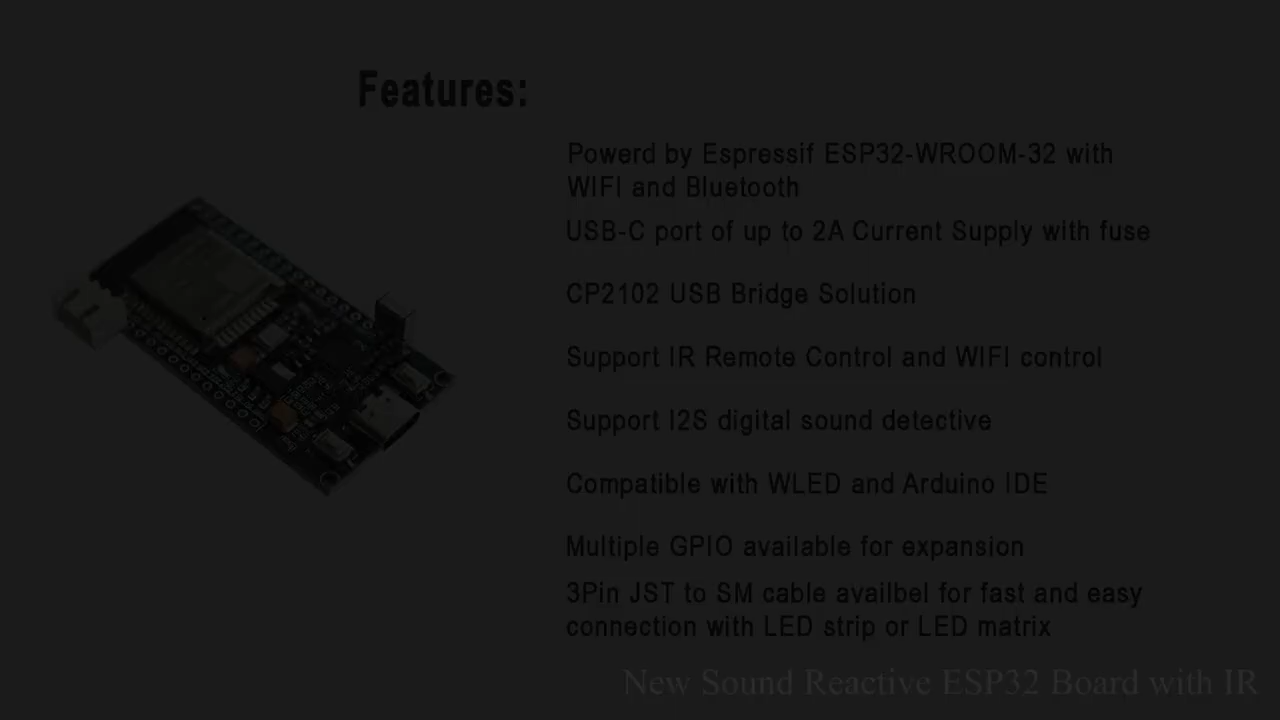 Features:
Powerd by Espressif ESP32-WROOM-32 with
WIFI and Bluetooth
USB-C port of up to 2A Current Supply with fuse
CP2102 USB Bridge Solution
Support IR Remote Control and WIFI control
Support I2S digital sound detective
Compatible with WLED and Arduino IDE
Multiple GPIO available for expansion
3Pin JST to SM cable availbel for fast and easy
connection with LED strip or LED matrix
New Sound Reactive ESP32 Board with IR